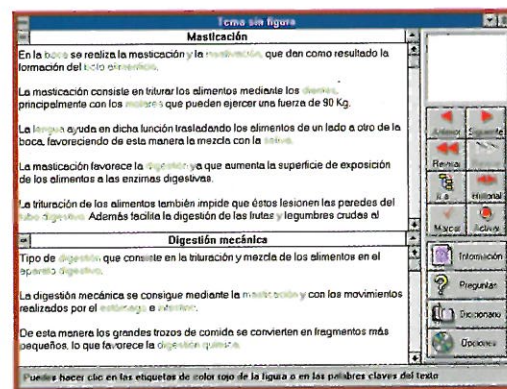 Tema sin figura
Masticación
En la boca se realiza la masticación y la insalivación, que dan como resultado la
formación del bolo alimenticio.
La masticación consiste en triturar los alimentos mediante los dientes,
principalmente con los molares que pueden ejercer una fuerza de 90 Kg.
La lengua ayuda en dicha función trasladando los alimentos de un lado a otro de la
boca, favoreciendo de esta manera la mezcla con la saliva.
La masticación favorece la digestión ya que aumenta la superficie de exposición
de los alimentos a las enzimas digestivas.
La trituración de los alimentos también impide que éstos lesionen las paredes del
tubo digestivo. Además facilita la digestión de las frutas y legumbres crudas al
Digestión mecánica
Tipo de digestión que consiste en la trituración y mezcla de los alimentos en el
aparato digestivo.
La digestión mecánica se consigue mediante la masticación y con los movimientos
realizados por el estómago e intestino.
De esta manera los grandes trozos de comida se convierten en fragmentos más
pequeños, lo que favorece la digestión química.
Anterior Siguiente
Revisar
Ir a Historial
Marcar Activar
Información
Preguntas
Diccionario
Opciones
Puedes hacer clic en las etiquetas de color rojo de la figura o en las palabras claves del texto